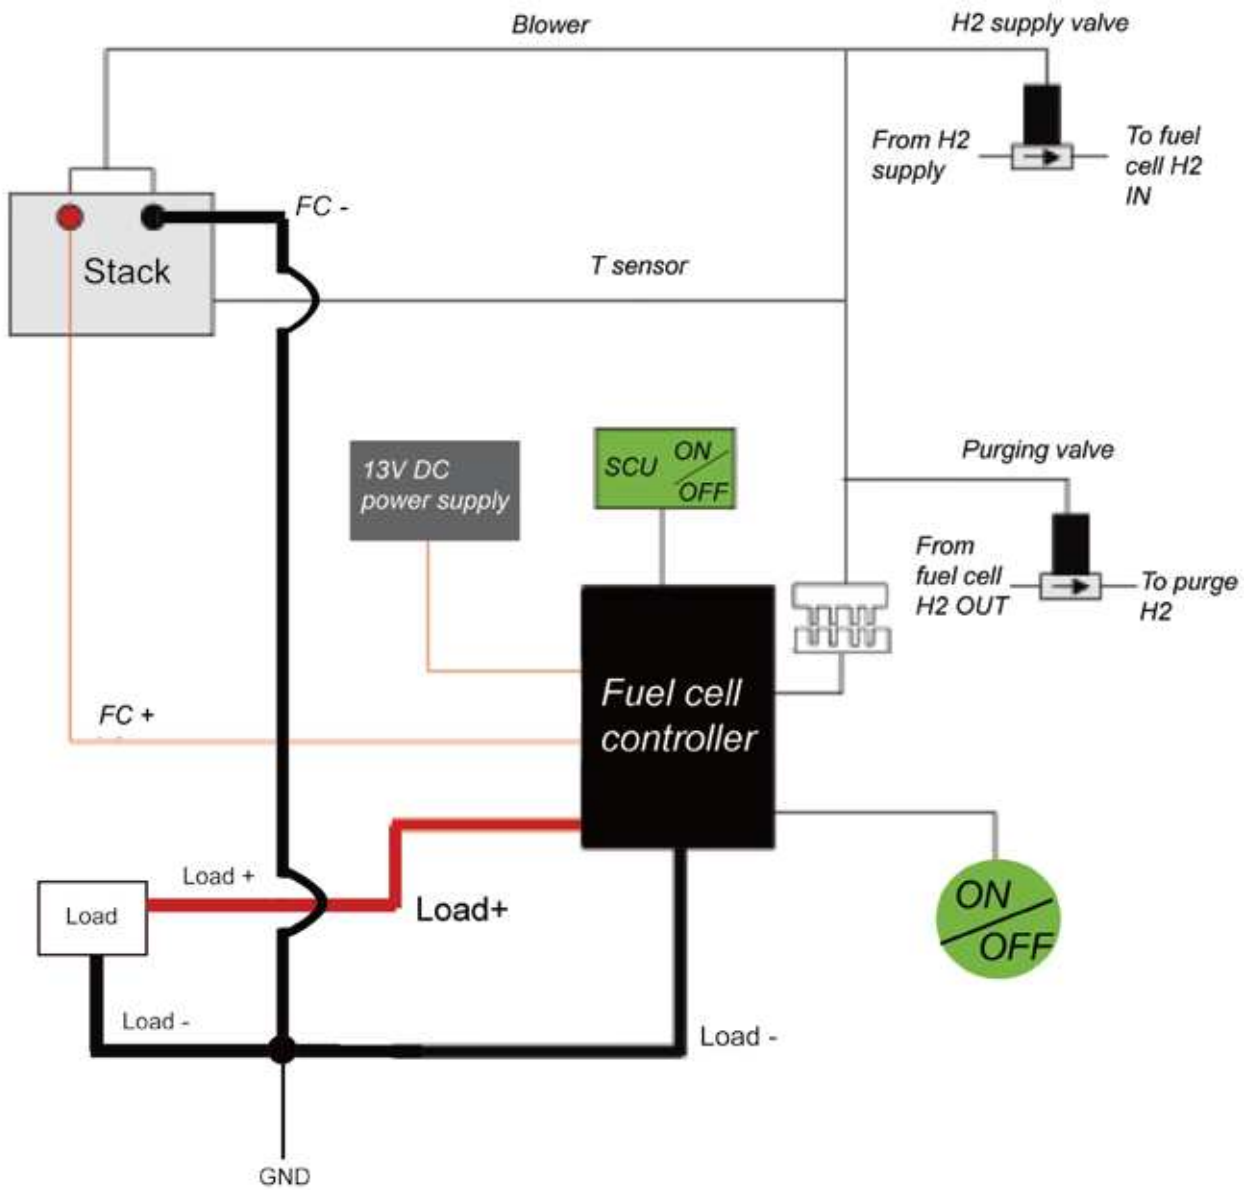 Blower
H2 supply valve
From H2
supply
To fuel
cell H2
IN
FC -
Stack
T sensor
13V DC
power supply
SCU ON
OFF
Purging valve
From
fuel cell
H2 OUT
To purge
H2
Fuel cell
controller
FC +
Load +
Load+
Load
ON
OFF
Load -
Load -
GND